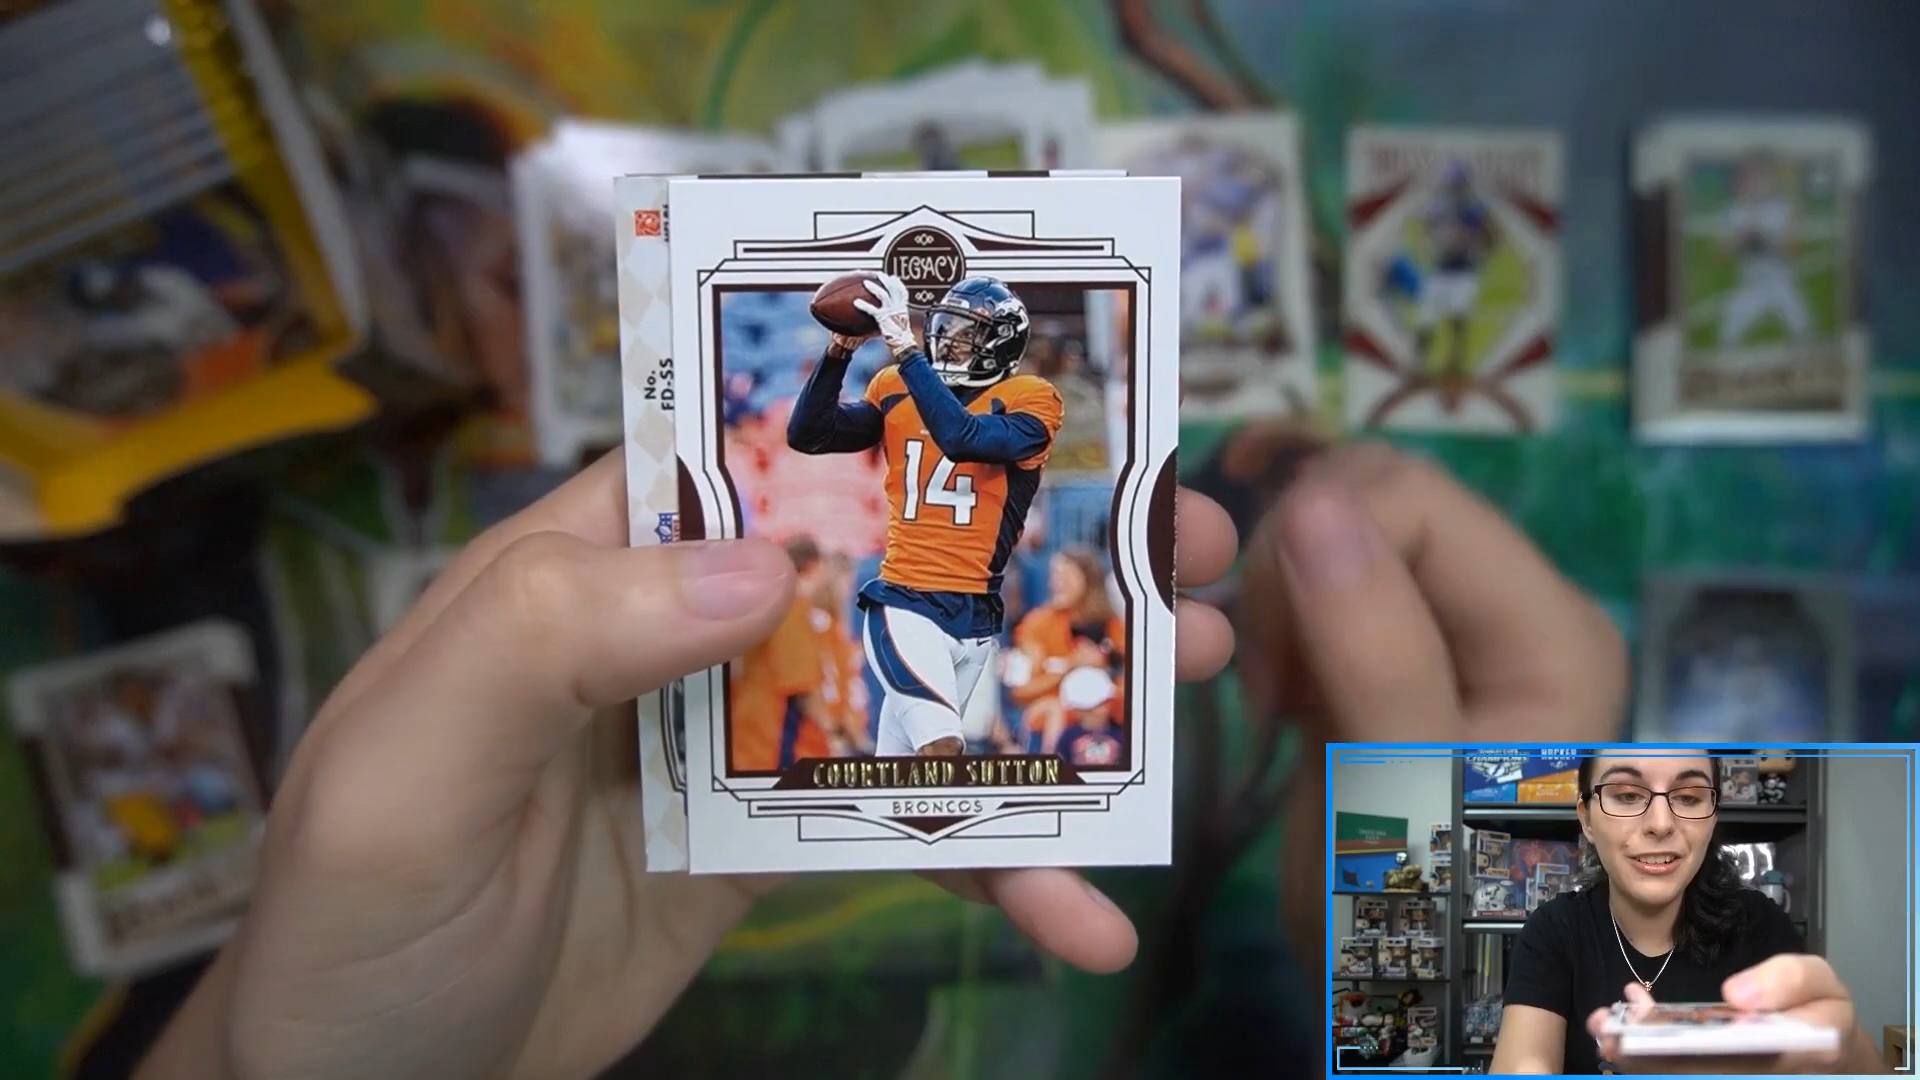 LEGACY
No.
FD-SS
14
COURTLAND SUTTON
BRONCOS